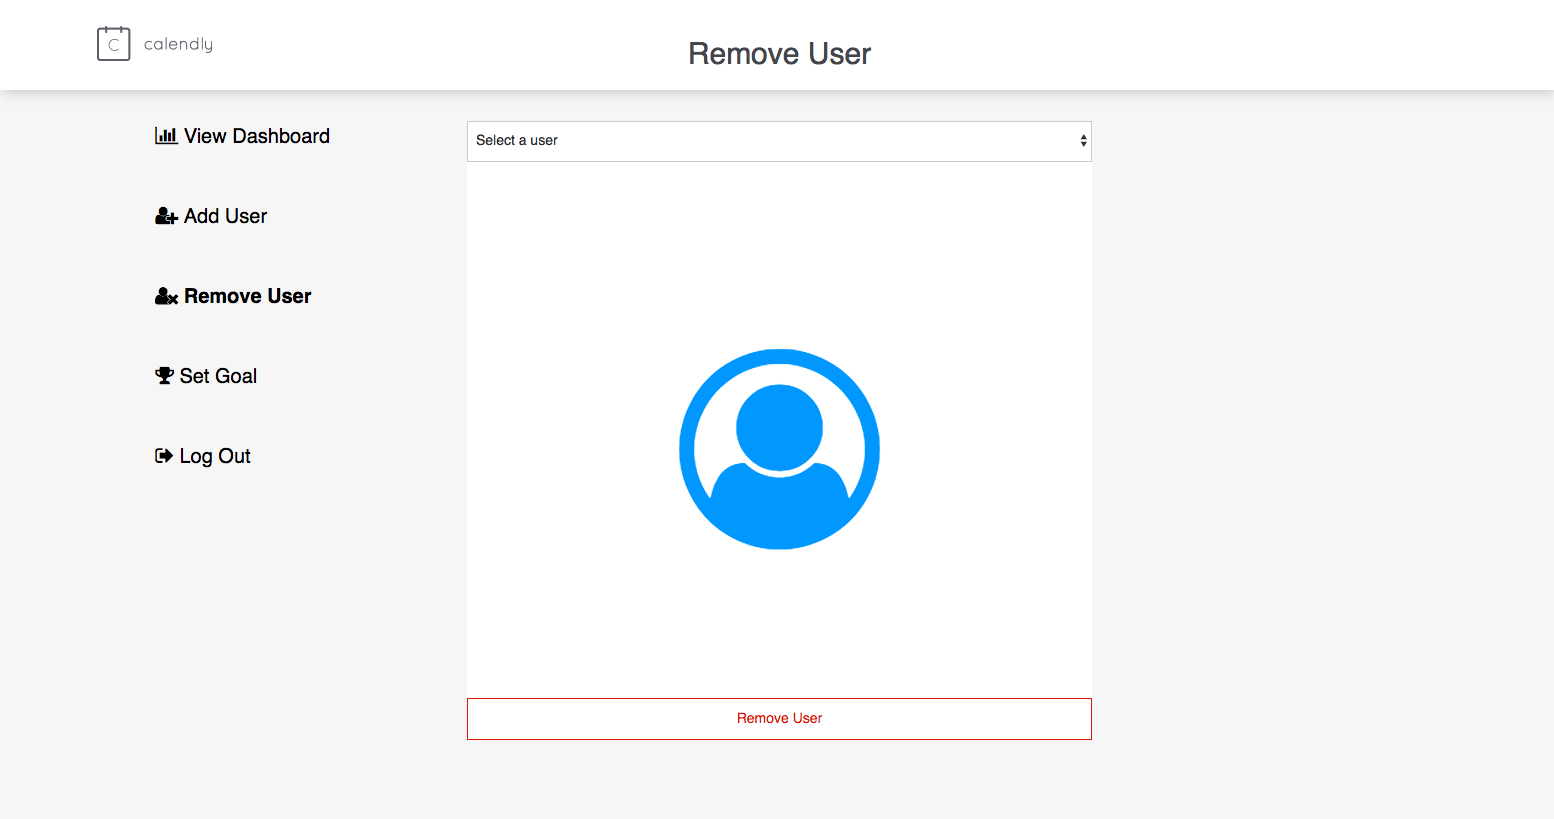 C calendly
Remove User
View Dashboard
Add User
Remove User
Set Goal
Log Out
Select a user
Remove User